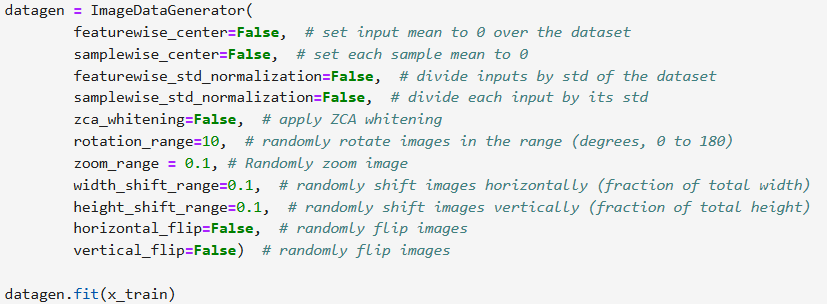 datagen = ImageDataGenerator(
        featurewise_center=False,  # set input mean to 0 over the dataset
        samplewise_center=False,  # set each sample mean to 0
        featurewise_std_normalization=False,  # divide inputs by std of the dataset
        samplewise_std_normalization=False,  # divide each input by its std
        zca_whitening=False,  # apply ZCA whitening
        rotation_range=10,  # randomly rotate images in the range (degrees, 0 to 180)
        zoom_range = 0.1, # Randomly zoom image
        width_shift_range=0.1,  # randomly shift images horizontally (fraction of total width)
        height_shift_range=0.1,  # randomly shift images vertically (fraction of total height)
        horizontal_flip=False,  # randomly flip images
        vertical_flip=False)  # randomly flip images

datagen.fit(x_train)